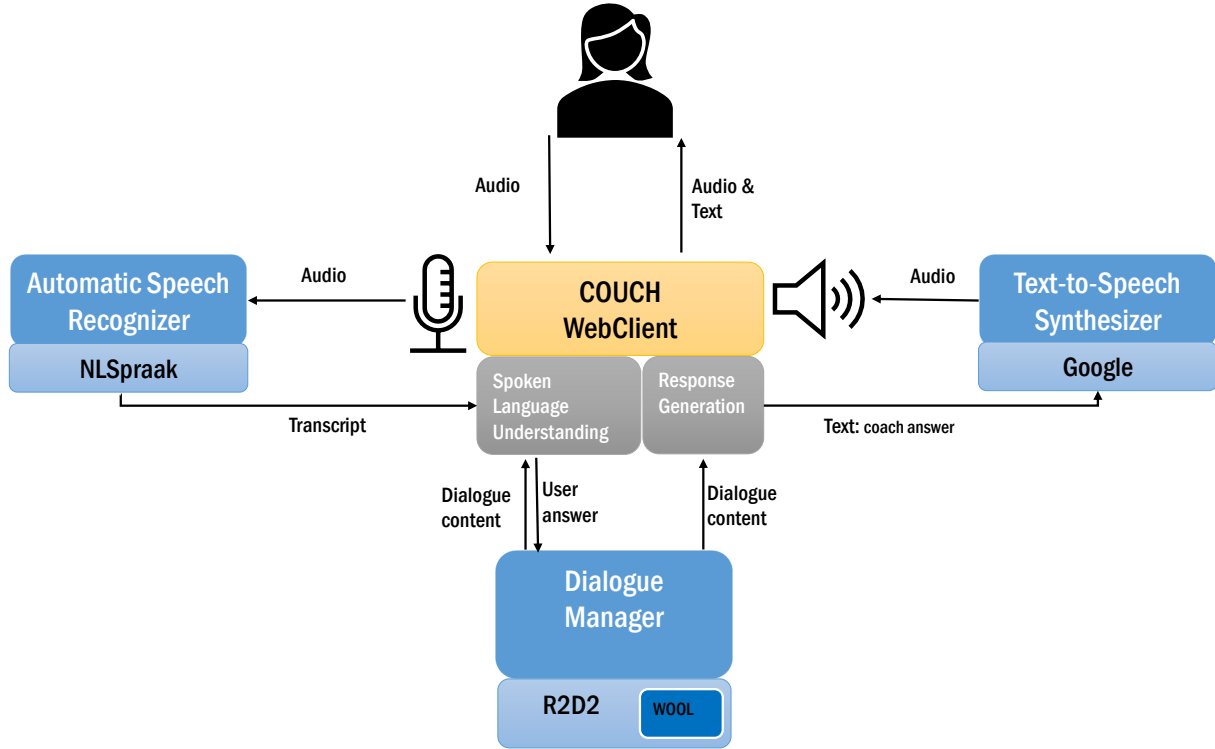 Audio
Audio &
Text
Automatic Speech
Recognizer
NLSpraak
Audio
COUCH
WebClient
Audio
Text-to-Speech
Synthesizer
Google
Spoken
Language
Understanding
Response
Generation
Transcript
Text: coach answer
Dialogue
content
User
answer
Dialogue
content
Dialogue
Manager
R2D2
WOOL